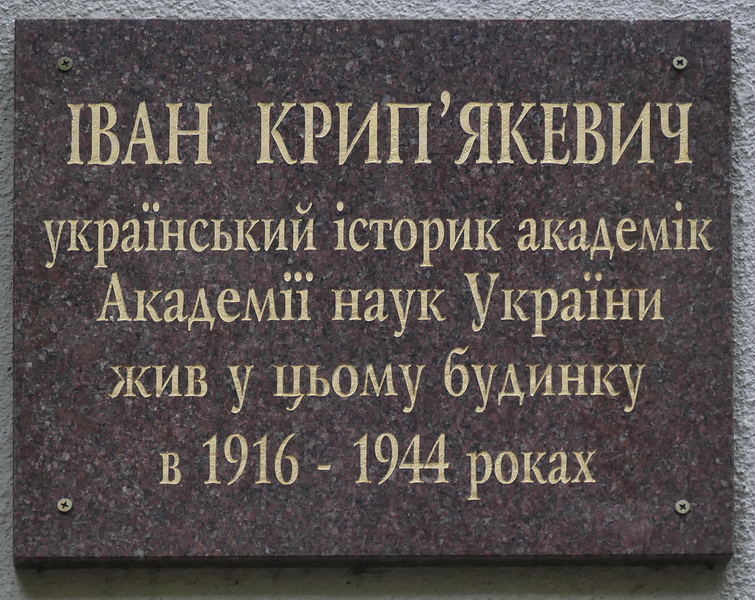 ІВАН КРИП’ЯКЕВИЧ
український історик академік
Академії наук України
жив у цьому будинку
в 1916 - 1944 роках